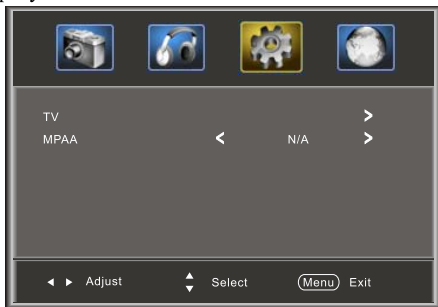 TV >
MPAA < N/A >
◄ ► Adjust ▲▼ Select Menu Exit